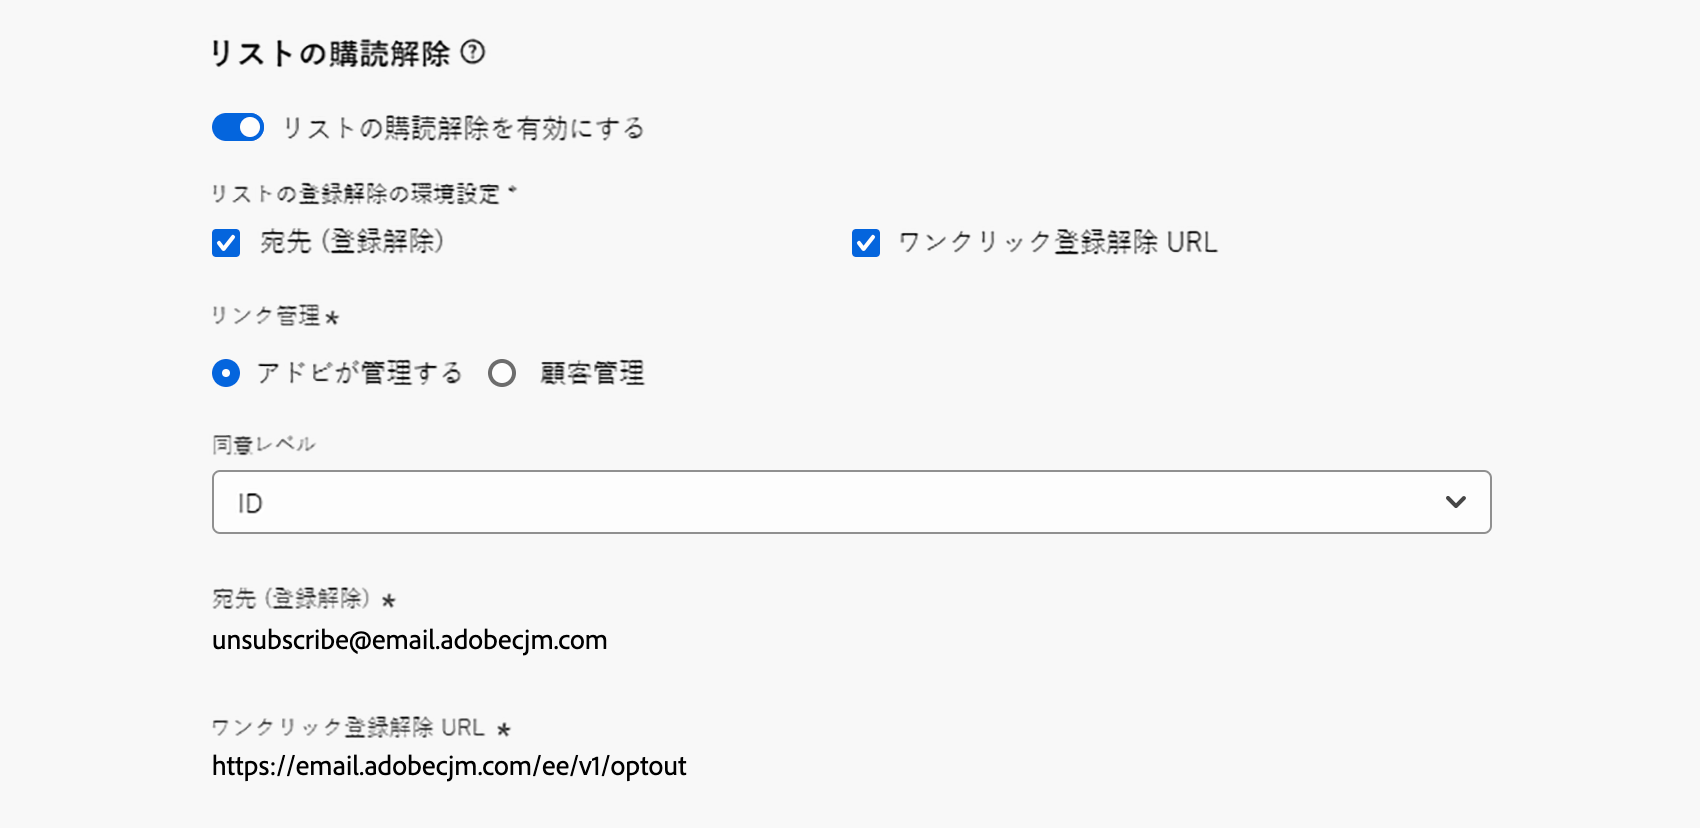 リストの購読解除 ?
リストの購読解除を有効にする
リストの登録解除の環境設定 *
宛先 (登録解除) ワンクリック登録解除 URL
リンク管理 *
アドビが管理する 顧客管理
同意レベル
ID
宛先 (登録解除) *
unsubscribe@email.adobecjm.com
ワンクリック登録解除 URL *
https://email.adobecjm.com/ee/v1/optout